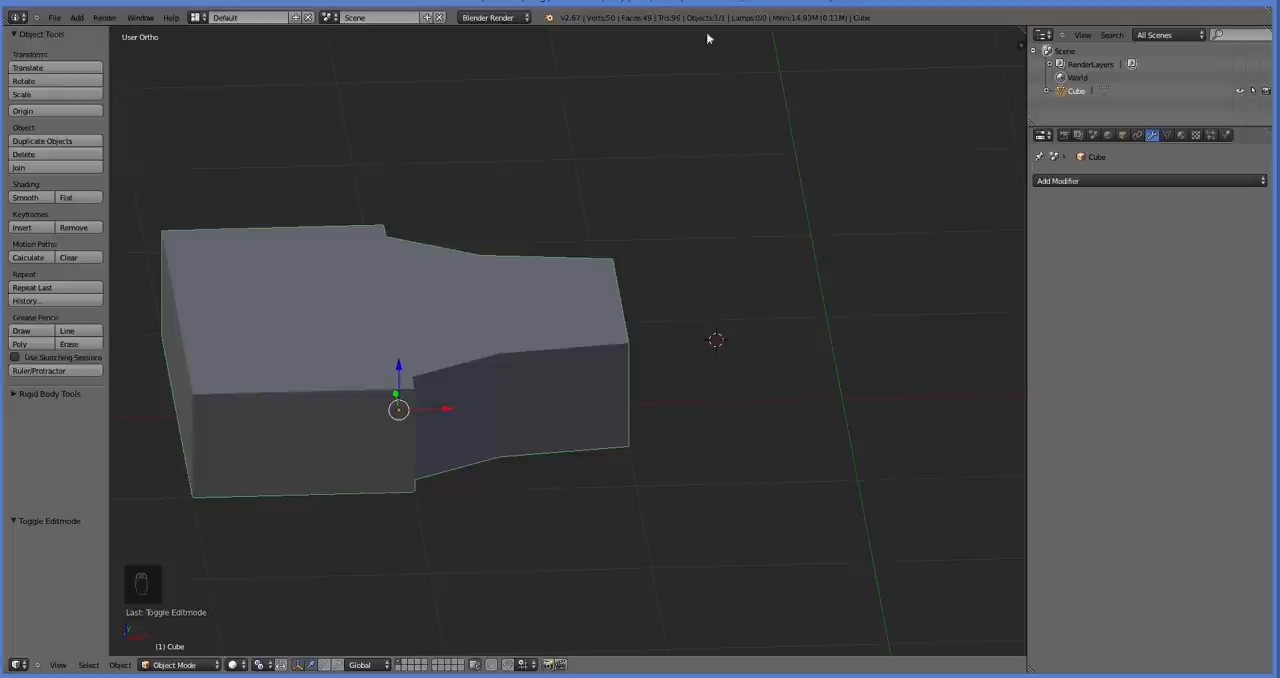 File Add Render Window Help Default Scene Blender Render v2.67 | Verts:50 | Faces:49 | Tris:96 | Objects:1/1 | Lamps:0/0 | Mem:14.93M (0.11M) | Cube
Object Tools
Transform:
Translate
Rotate
Scale
Origin
Object:
Duplicate Objects
Delete
Join
Shading:
Smooth Flat
Keyframes:
Insert Remove
Motion Paths:
Calculate Clear
Repeat
Repeat Last
History...
Grease Pencil:
Draw Line
Poly Erase
Use Sketching Sessions
Ruler/Protractor
Rigid Body Tools
Toggle Editmode
User Ortho
Last: Toggle Editmode
(1) Cube
View Select Object Object Mode Global
View Search All Scenes
Scene
RenderLayers |
World
Cube |
Cube
Add Modifier